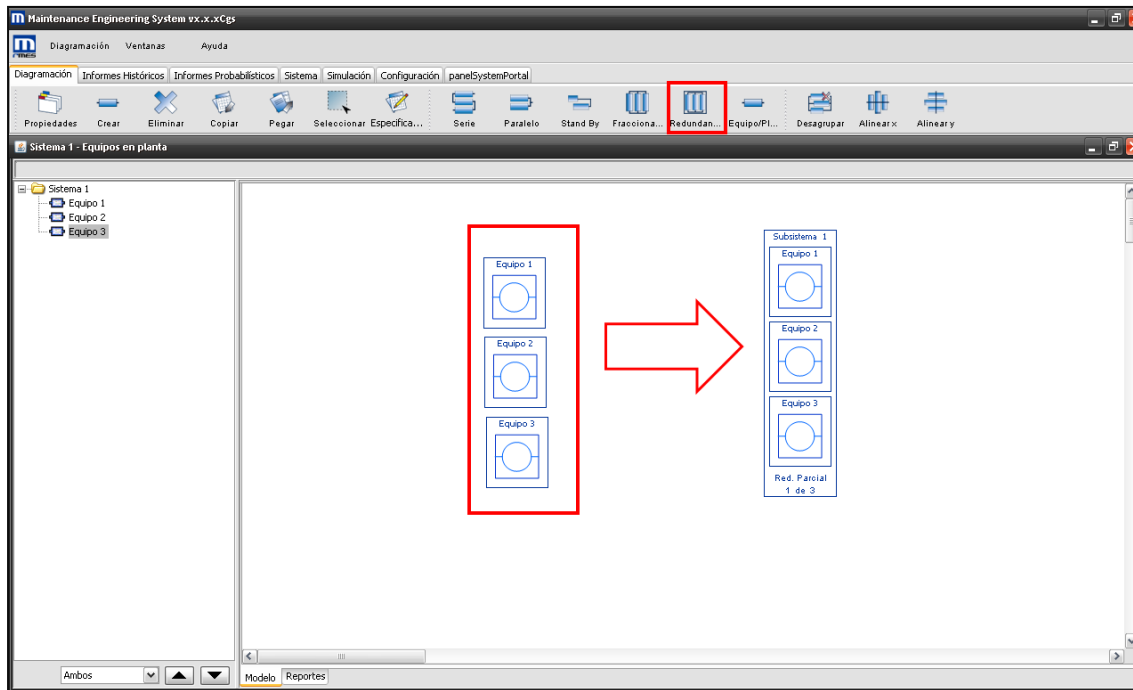 Maintenance Engineering System vx.x.xCgs
Diagramación Ventanas Ayuda
Diagramación Informes Históricos Informes Probabilísticos Sistema Simulación Configuración panelSystemPortal
Propiedades Crear Eliminar Copiar Pegar Seleccionar Especifica... Serie Paralelo Stand By Fracciona... Redundan... Equipo/Pl... Desagrupar Alinear x Alinear y
Sistema 1 - Equipos en planta
Sistema 1
Equipo 1
Equipo 2
Equipo 3
Equipo 1
Equipo 2
Equipo 3
Subsistema 1
Equipo 1
Equipo 2
Equipo 3
Red. Parcial
1 de 3
Ambos
Modelo Reportes